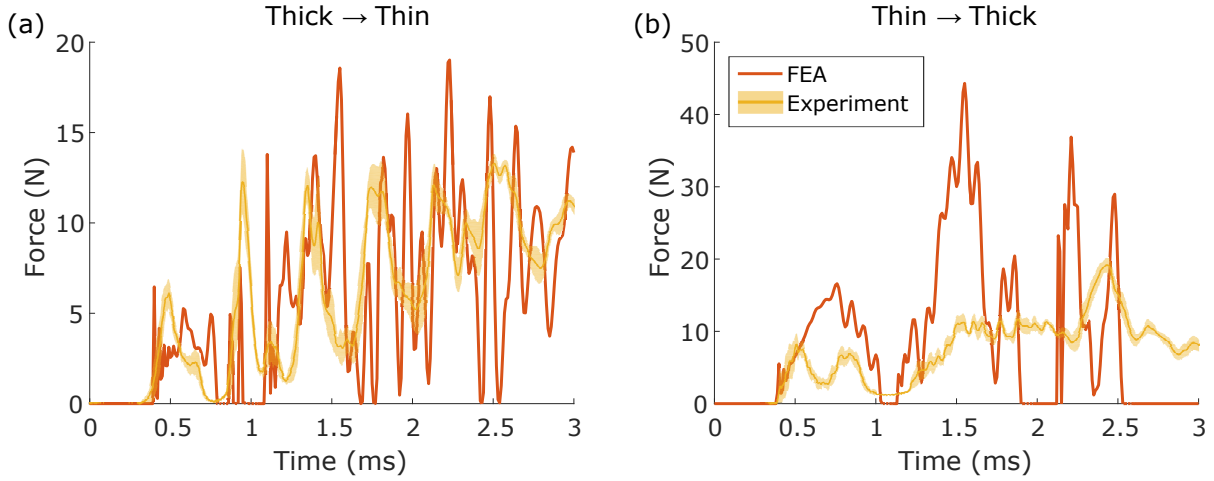 (a)
Thick → Thin
Force (N)
20
15
10
5
0
0 0.5 1 1.5 2 2.5 3
Time (ms)
(b)
Thin → Thick
FEA
Experiment
Force (N)
50
40
30
20
10
0
0 0.5 1 1.5 2 2.5 3
Time (ms)